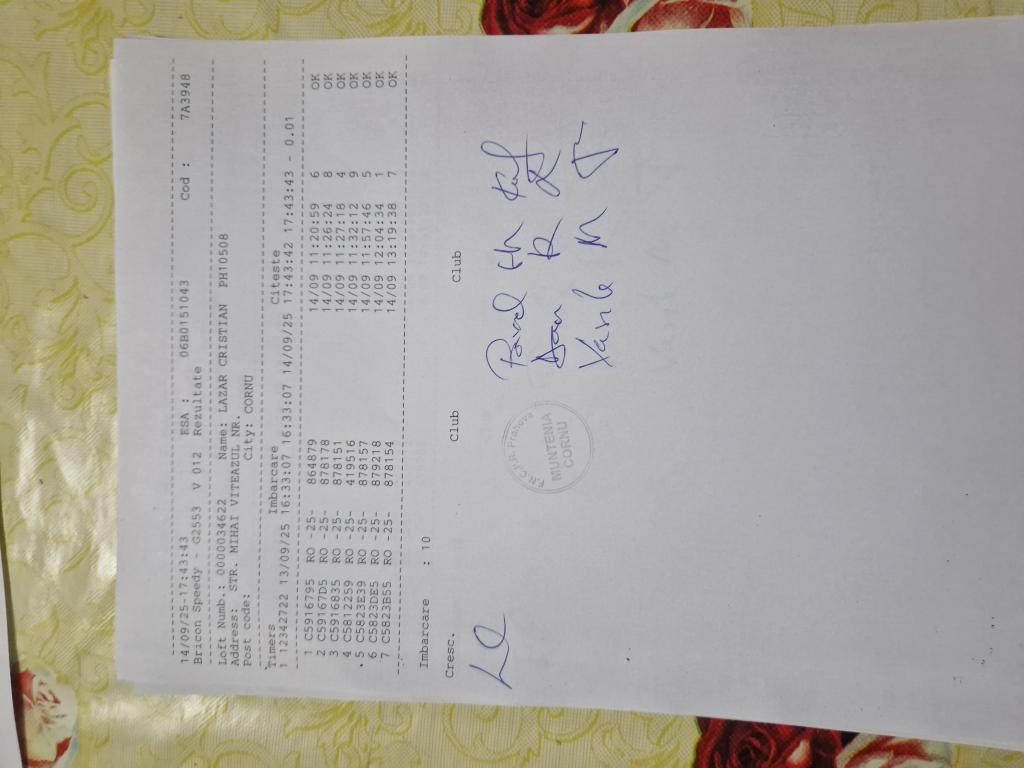 --------------------------------------------------------------------
14/09/25-17:43:43 ESA : 06B0151043 Cod : 7A3948
Bricon Speedy - G2553 V 012 Rezultate
--------------------------------------------------------------------
Loft Numb.: 0000034622 Name: LAZAR CRISTIAN PH10508
Address: STR. MIHAI VITEAZUL NR.
Post code: City: CORNU
--------------------------------------------------------------------
Timers Imbarcare Citeste
1 12342722 13/09/25 16:33:07 16:33:07 14/09/25 17:43:42 17:43:43 - 0.01
--------------------------------------------------------------------
1 C5916795 RO -25- 864879 14/09 11:20:59 6 OK
2 C59167D5 RO -25- 878178 14/09 11:26:24 8 OK
3 C5916835 RO -25- 878151 14/09 11:27:18 4 OK
4 C5812259 RO -25- 419516 14/09 11:32:12 9 OK
5 C5823E39 RO -25- 878157 14/09 11:57:46 5 OK
6 C5823DE5 RO -25- 879218 14/09 12:04:34 1 OK
7 C5823B55 RO -25- 878154 14/09 13:19:38 7 OK
--------------------------------------------------------------------
Imbarcare : 10
Cresc. Club Club
MUNTENIA
CORNU